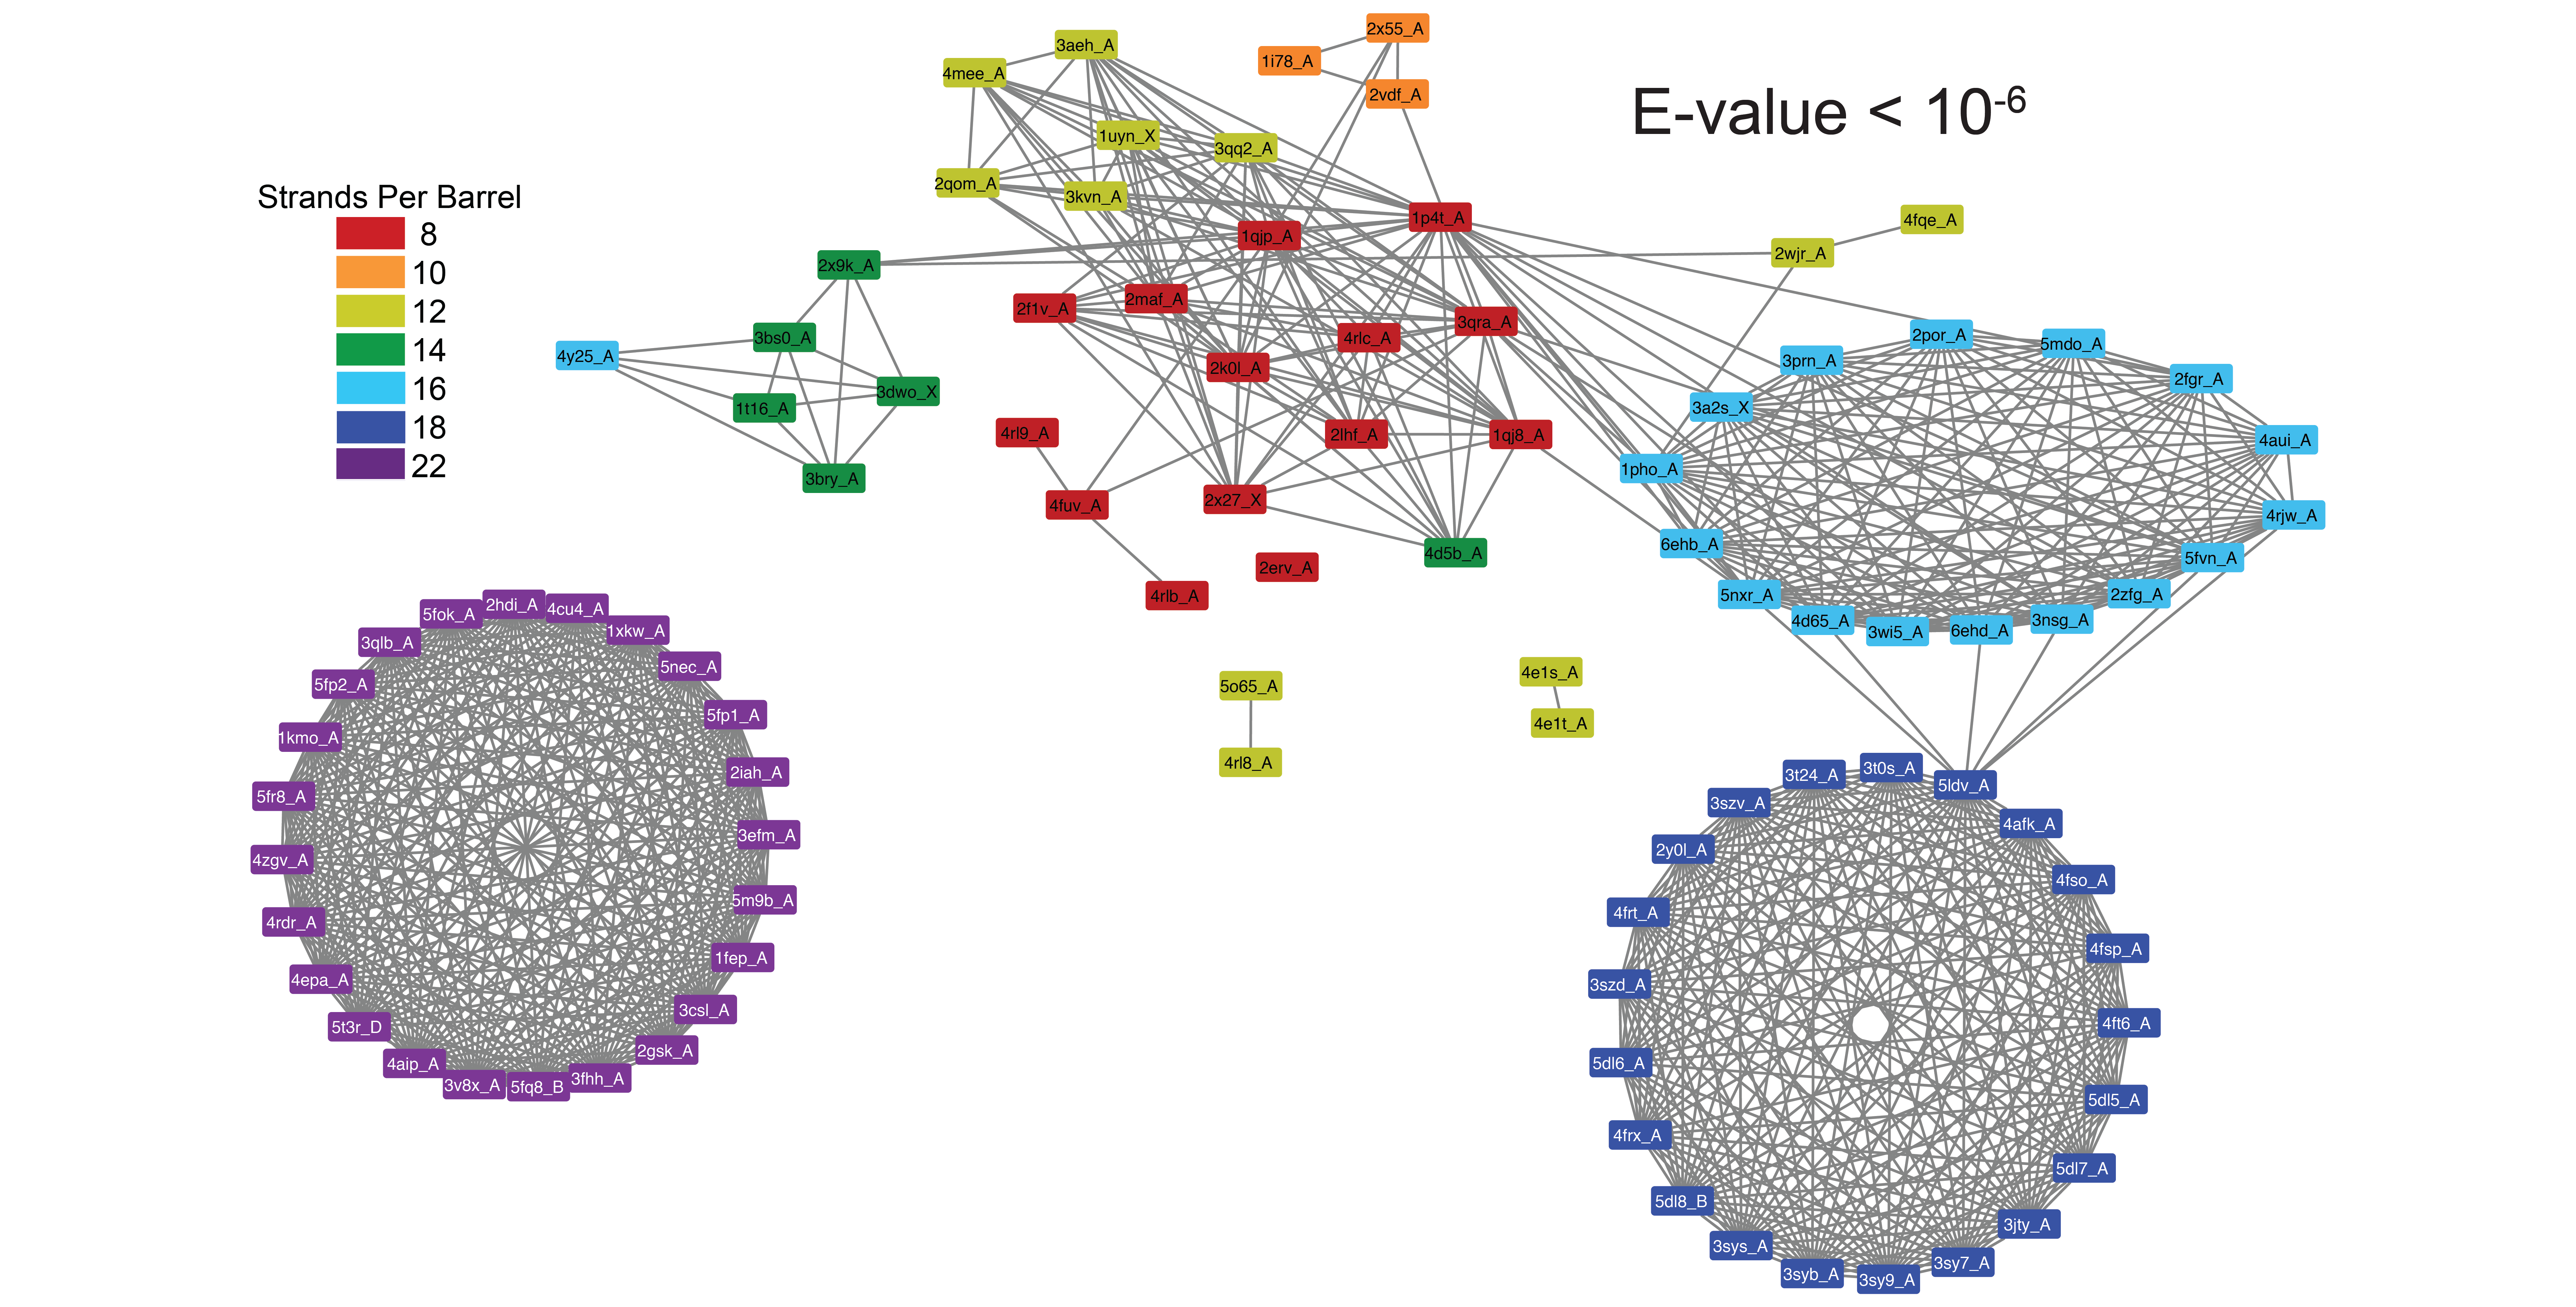 E-value < 10-6
Strands Per Barrel
8
10
12
14
16
18
22
3aeh_A
4mee_A
1uyn_X
3qq2_A
2qom_A
3kvn_A
2x55_A
1i78_A
2vdf_A
1p4t_A
1qjp_A
2f1v_A
2maf_A
3qra_A
4rlc_A
2k0l_A
2lhf_A
1qj8_A
4rl9_A
4fuv_A
2x27_X
4d5b_A
2erv_A
4rlb_A
2x9k_A
3bs0_A
4y25_A
3dwo_X
1t16_A
3bry_A
4fqe_A
2wjr_A
2por_A
5mdo_A
3prn_A
2fgr_A
3a2s_X
4aui_A
1pho_A
4rjw_A
6ehb_A
5fvn_A
5nxr_A
2zfg_A
4d65_A
3wi5_A
6ehd_A
3nsg_A
5o65_A
4rl8_A
4e1s_A
4e1t_A
2hdi_A
4cu4_A
5fok_A
1xkw_A
3qlb_A
5nec_A
5fp2_A
5fp1_A
1kmo_A
2iah_A
5fr8_A
3efm_A
4zgv_A
5m9b_A
4rdr_A
1fep_A
4epa_A
3csl_A
5t3r_D
2gsk_A
4aip_A
3v8x_A
5fq8_B
3fhh_A
3t24_A
3t0s_A
5ldv_A
3szv_A
4afk_A
2y0l_A
4fso_A
4frt_A
4fsp_A
3szd_A
4ft6_A
5dl6_A
5dl5_A
4frx_A
5dl7_A
5dl8_B
3jty_A
3sys_A
3syb_A
3sy9_A
3sy7_A